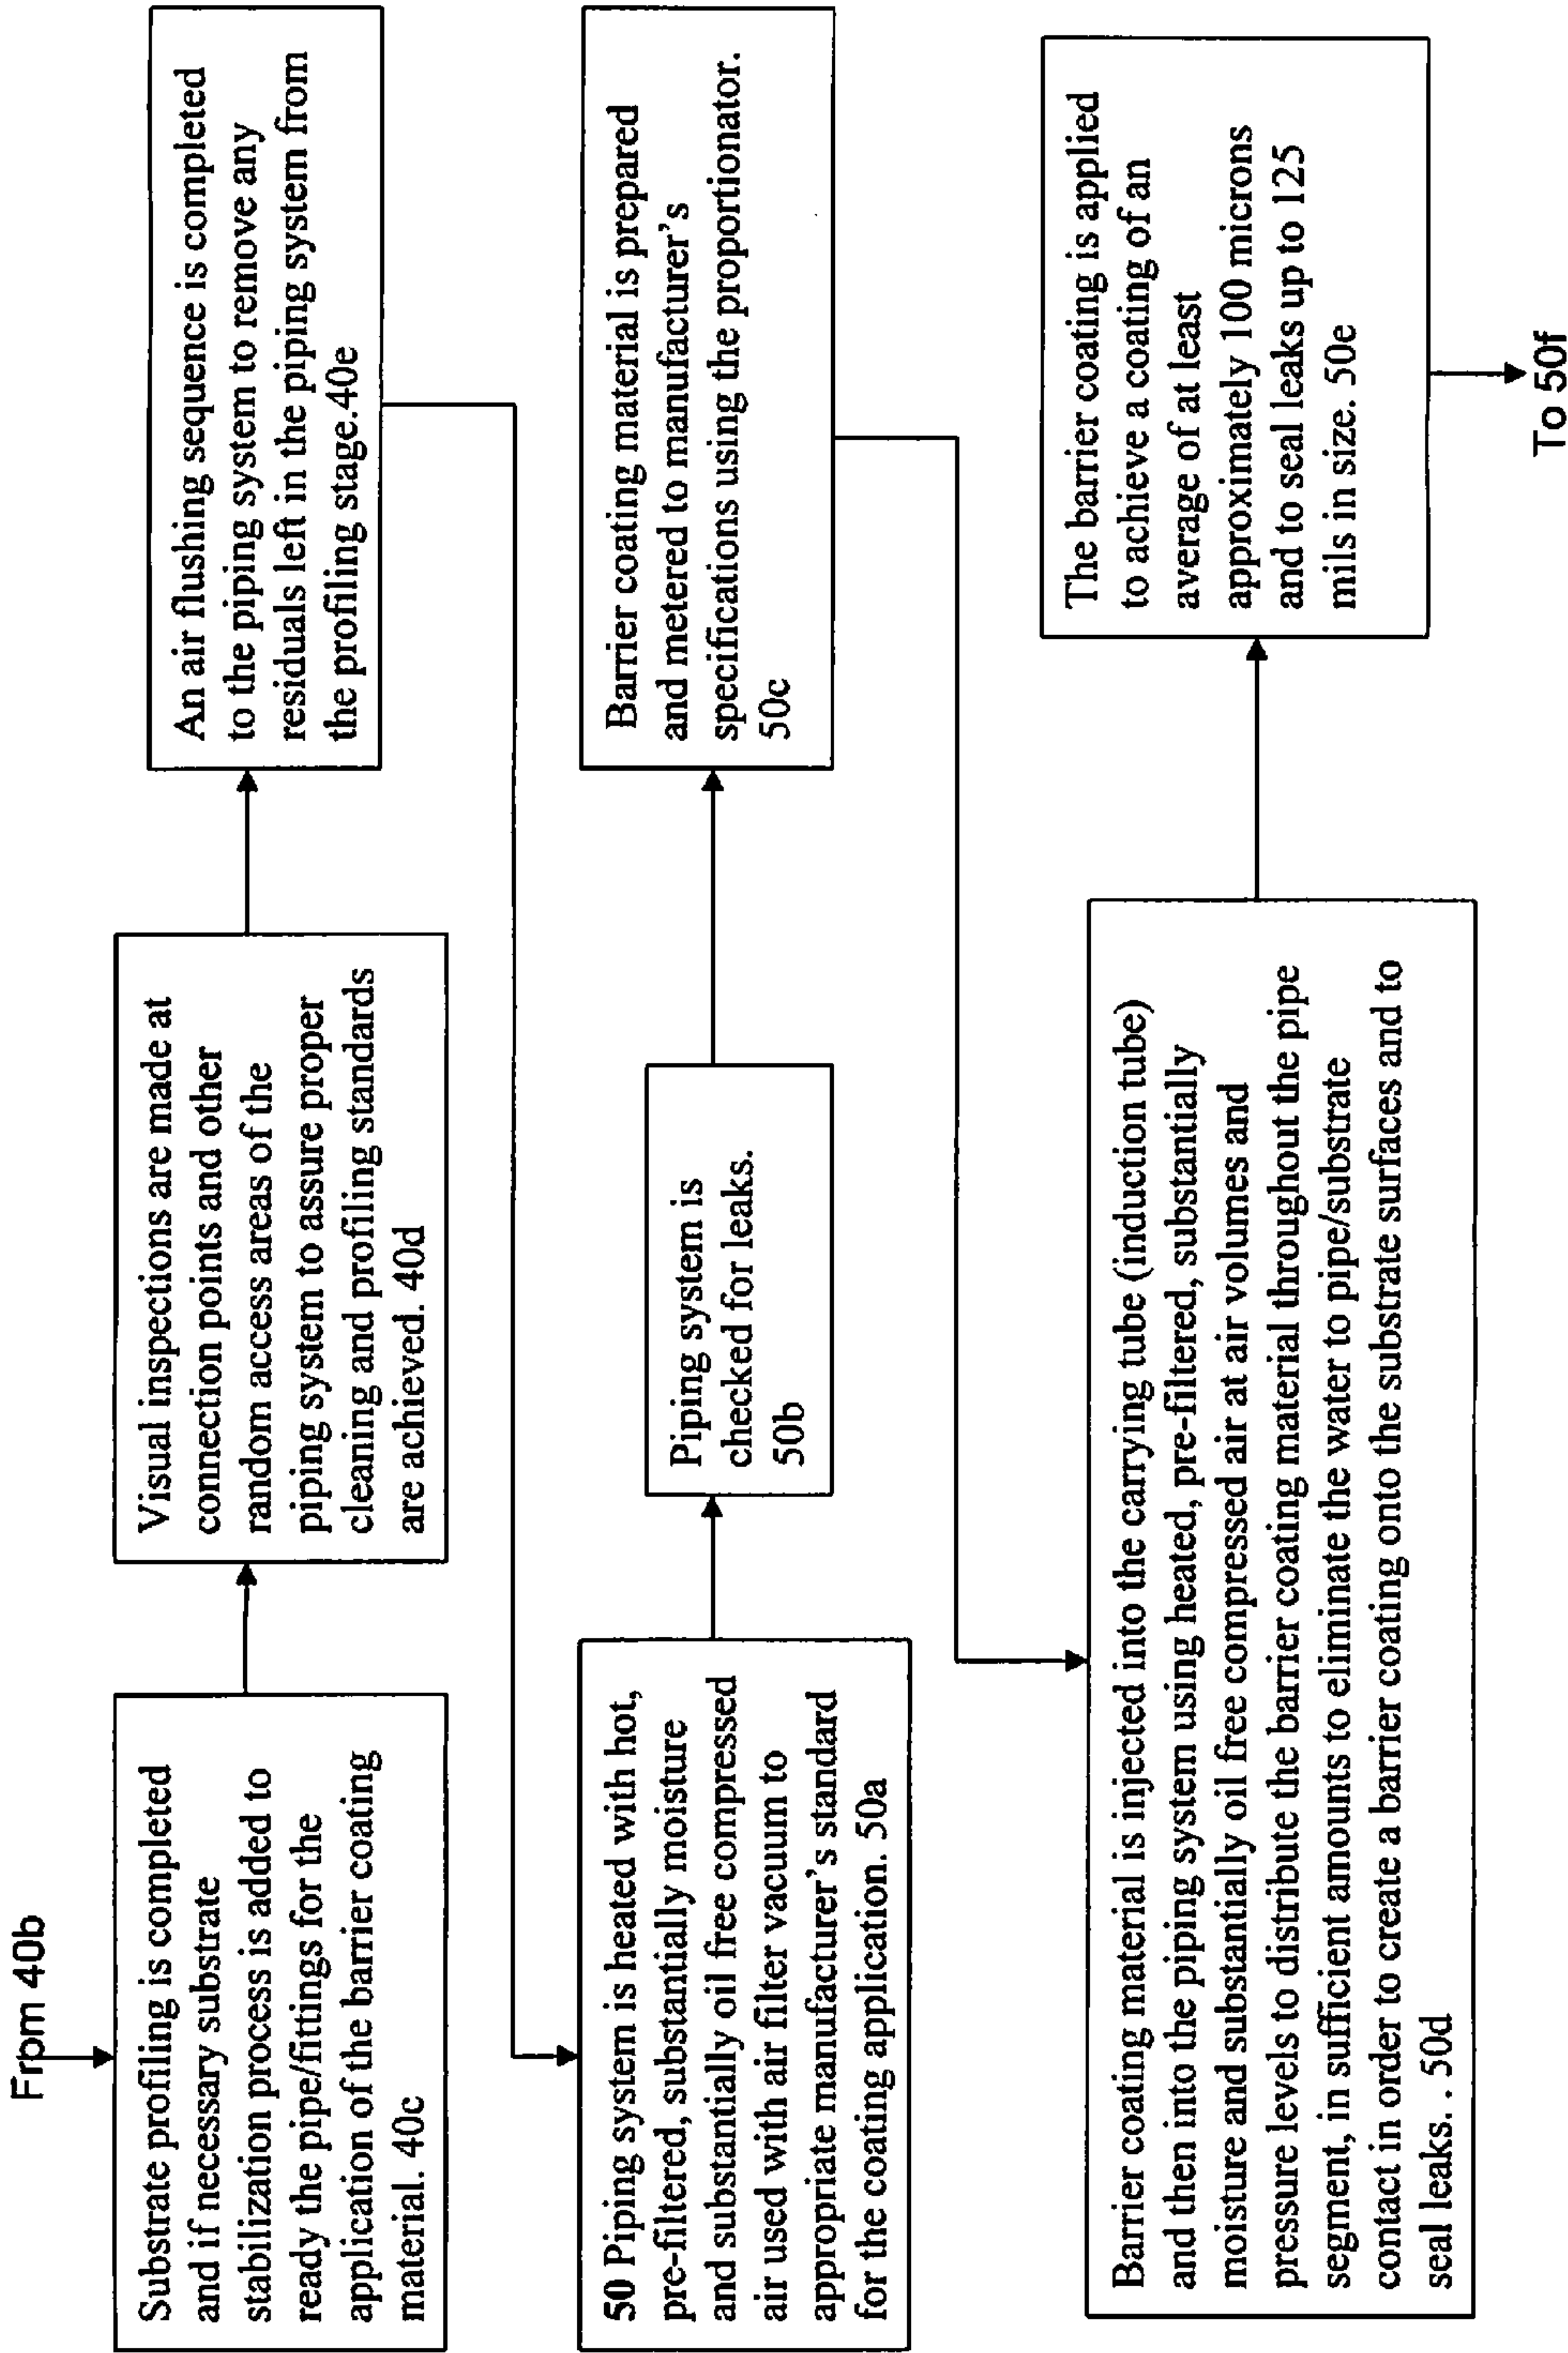 From 40b
Substrate profiling is completed
and if necessary substrate
stabilization process is added to
ready the pipe/fittings for the
application of the barrier coating
material. 40c
Visual inspections are made at
connection points and other
random access areas of the
piping system to assure proper
cleaning and profiling standards
are achieved. 40d
An air flushing sequence is completed
to the piping system to remove any
residuals left in the piping system from
the profiling stage.40e
50 Piping system is heated with hot,
pre-filtered, substantially moisture
and substantially oil free compressed
air used with air filter vacuum to
appropriate manufacturer's standard
for the coating application. 50a
Piping system is
checked for leaks.
50b
Barrier coating material is prepared
and metered to manufacturer's
specifications using the proportionator.
50c
Barrier coating material is injected into the carrying tube (induction tube)
and then into the piping system using heated, pre-filtered, substantially
moisture and substantially oil free compressed air at air volumes and
pressure levels to distribute the barrier coating material throughout the pipe
segment, in sufficient amounts to eliminate the water to pipe/substrate
contact in order to create a barrier coating onto the substrate surfaces and to
seal leaks. . 50d
The barrier coating is applied
to achieve a coating of an
average of at least
approximately 100 microns
and to seal leaks up to 125
mils in size. 50e
To 50f